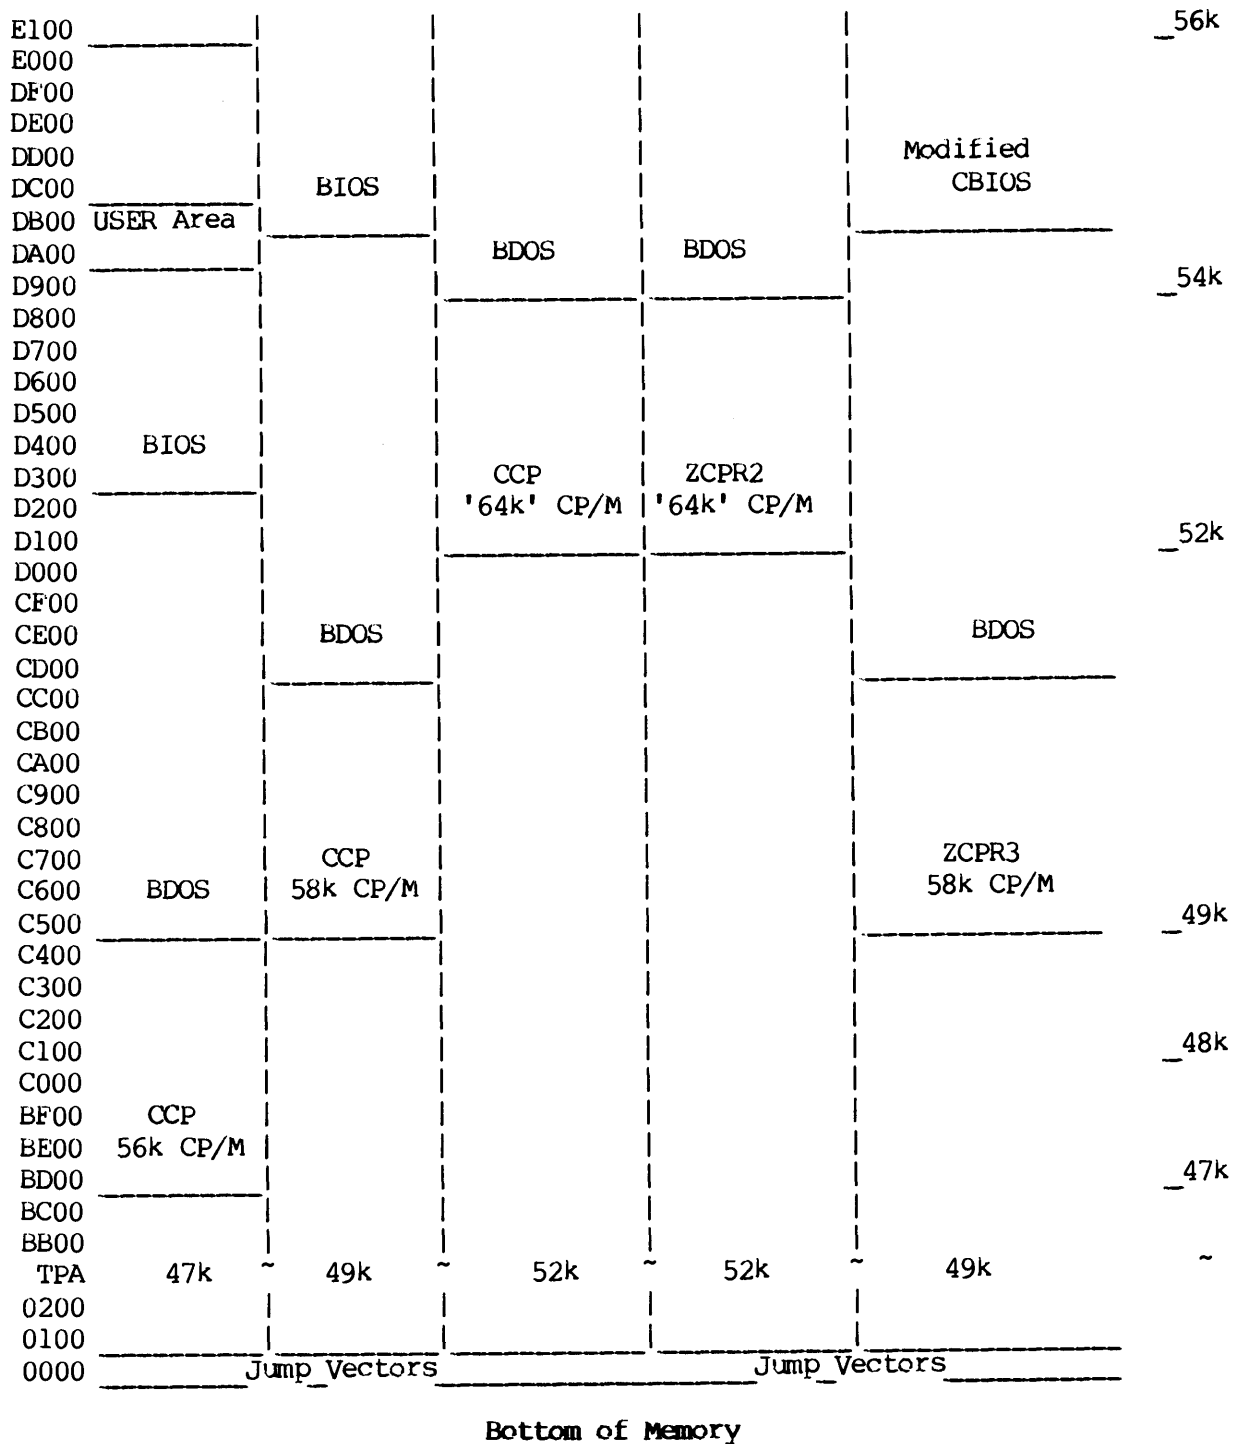 E100 56k
E000
DF00
DE00
DD00 Modified
DC00 BIOS CBIOS
DB00 USER Area
DA00 BDOS BDOS
D900 54k
D800
D700
D600
D500
D400 BIOS
D300 CCP ZCPR2
D200 '64k' CP/M '64k' CP/M
D100 52k
D000
CF00
CE00 BDOS BDOS
CD00
CC00
CB00
CA00
C900
C800
C700 CCP ZCPR3
C600 BDOS 58k CP/M 58k CP/M
C500 49k
C400
C300
C200
C100 48k
C000
BF00 CCP
BE00 56k CP/M
BD00 47k
BC00
BB00
TPA 47k ~ 49k ~ 52k ~ 52k ~ 49k ~
0200
0100
0000 Jump Vectors Jump Vectors
Bottom of Memory